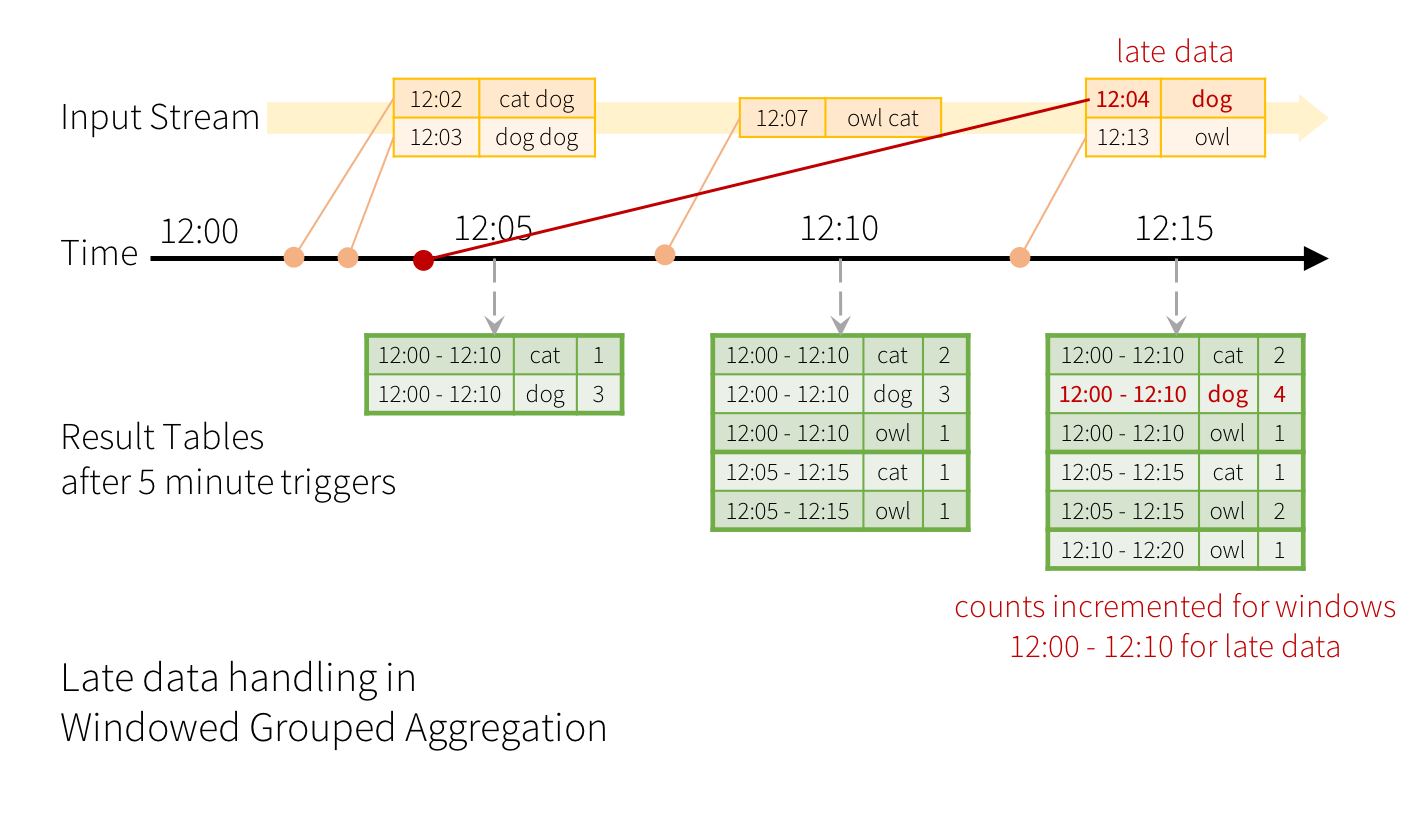 late data
Input Stream
12:02 cat dog
12:03 dog dog
12:07 owl cat
12:04 dog
12:13 owl
Time
12:00
12:05
12:10
12:15
Result Tables
after 5 minute triggers
12:00 - 12:10 cat 1
12:00 - 12:10 dog 3
12:00 - 12:10 cat 2
12:00 - 12:10 dog 3
12:00 - 12:10 owl 1
12:05 - 12:15 cat 1
12:05 - 12:15 owl 1
12:00 - 12:10 cat 2
12:00 - 12:10 dog 4
12:00 - 12:10 owl 1
12:05 - 12:15 cat 1
12:05 - 12:15 owl 2
12:10 - 12:20 owl 1
counts incremented for windows
12:00 - 12:10 for late data
Late data handling in
Windowed Grouped Aggregation